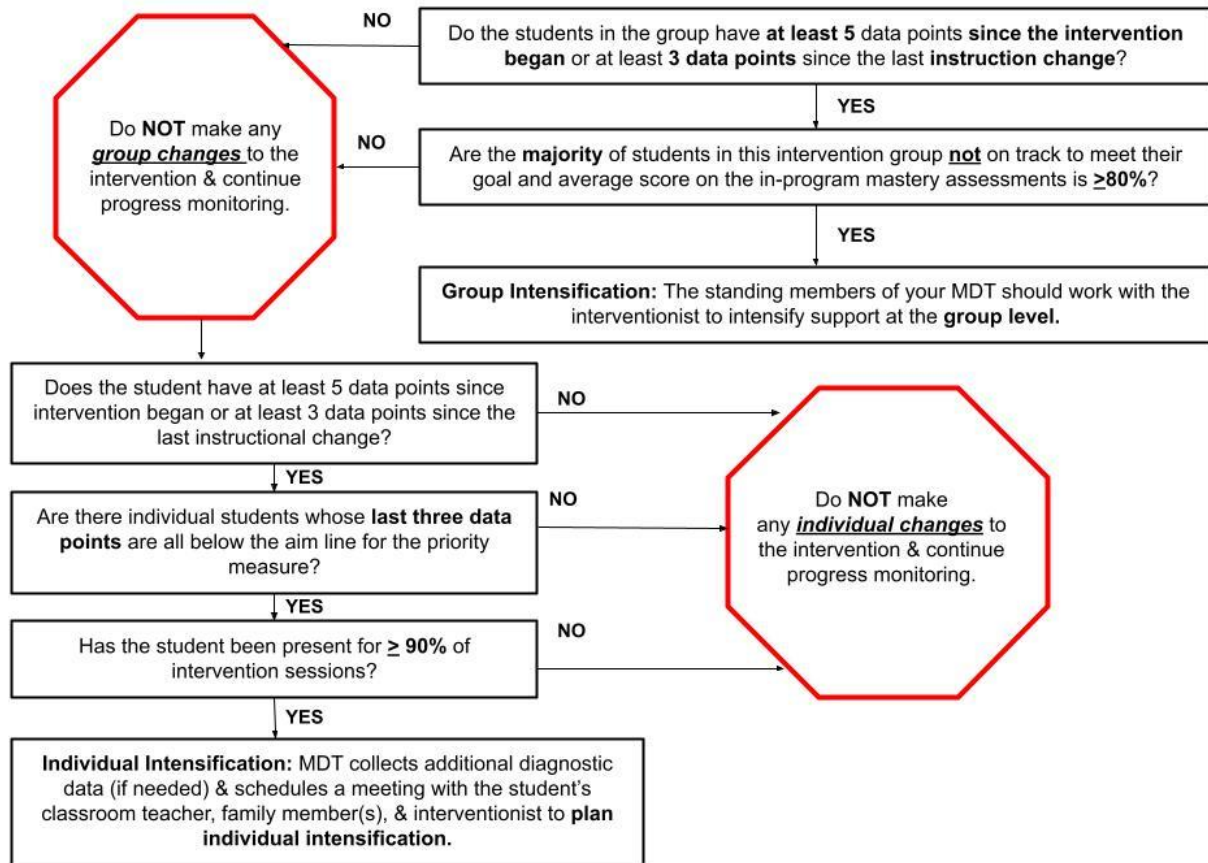 NO
Do the students in the group have at least 5 data points since the intervention
began or at least 3 data points since the last instruction change?
YES
Do NOT make any
group changes to the
intervention & continue
progress monitoring.
NO
Are the majority of students in this intervention group not on track to meet their
goal and average score on the in-program mastery assessments is ≥80%?
YES
Group Intensification: The standing members of your MDT should work with the
interventionist to intensify support at the group level.
Does the student have at least 5 data points since
intervention began or at least 3 data points since the
last instructional change?
NO
YES
Are there individual students whose last three data
points are all below the aim line for the priority
measure?
NO
Do NOT make
any individual changes to
the intervention & continue
progress monitoring.
YES
Has the student been present for ≥ 90% of
intervention sessions?
NO
YES
Individual Intensification: MDT collects additional diagnostic
data (if needed) & schedules a meeting with the student's
classroom teacher, family member(s), & interventionist to plan
individual intensification.